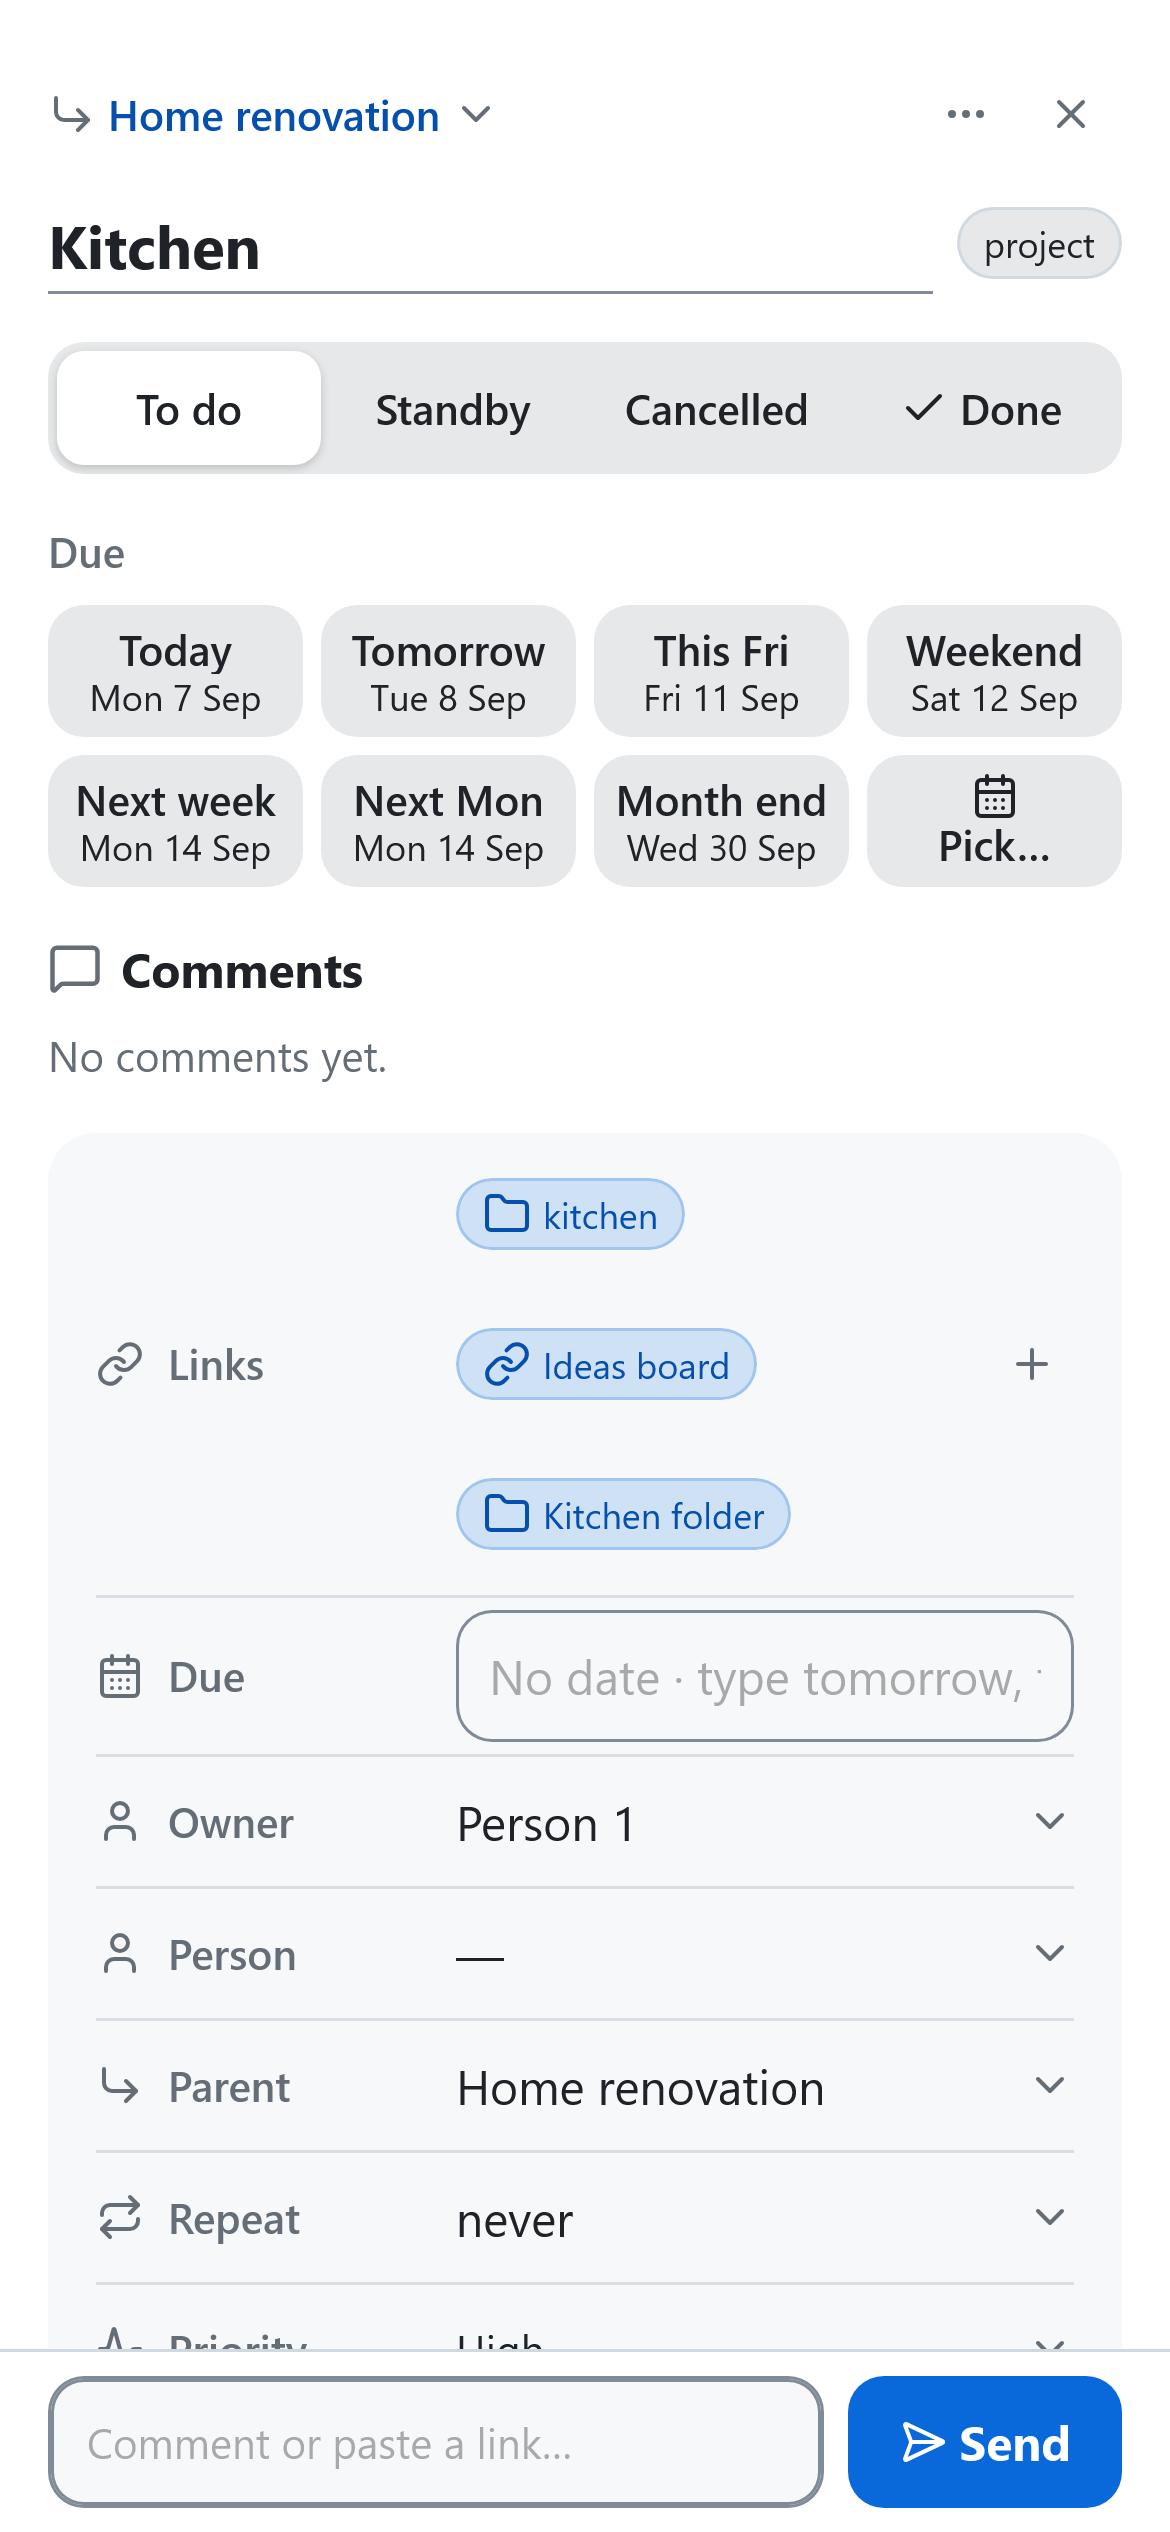 Home renovation
Kitchen
project
To do Standby Cancelled Done
Due
Today Tomorrow This Fri Weekend
Mon 7 Sep Tue 8 Sep Fri 11 Sep Sat 12 Sep
Next week Next Mon Month end
Mon 14 Sep Mon 14 Sep Wed 30 Sep Pick...
Comments
No comments yet.
kitchen
Links Ideas board
Kitchen folder
Due No date · type tomorrow,
Owner Person 1
Person —
Parent Home renovation
Repeat never
Priority High
Comment or paste a link...
Send